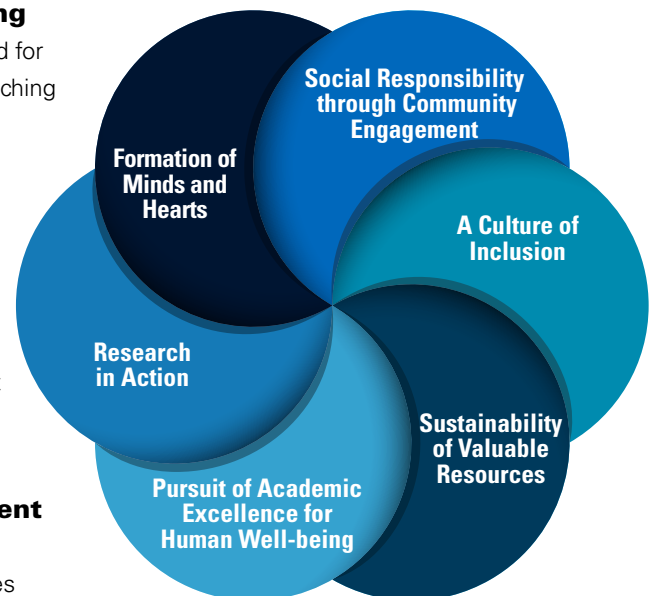 Social Responsibility
through Community
Engagement
Formation of
Minds and
Hearts
A Culture of
Inclusion
Research
in Action
Sustainability
of Valuable
Resources
Pursuit of Academic
Excellence for
Human Well-being
for